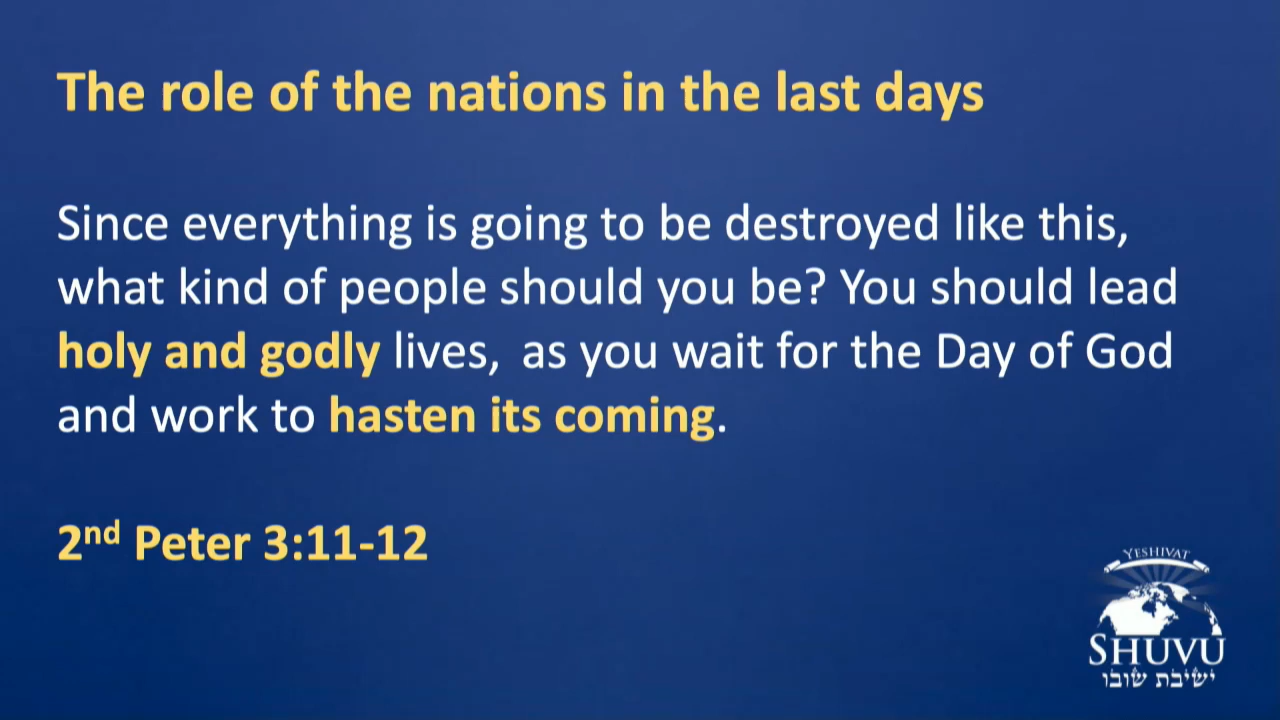 The role of the nations in the last days
Since everything is going to be destroyed like this,
what kind of people should you be? You should lead
holy and godly lives, as you wait for the Day of God
and work to hasten its coming.
2nd Peter 3:11-12
YESHIVAT
SHUVU
ישיבת שובו